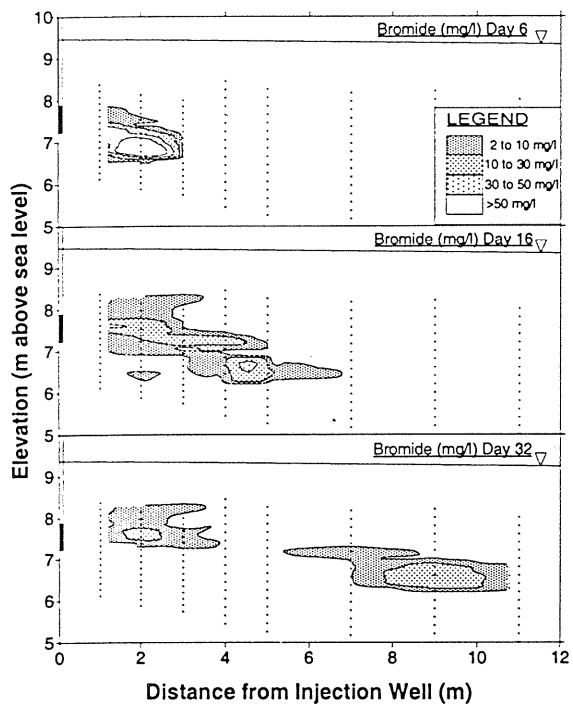 Bromide (mg/l) Day 6
10
9
8
7
6
5
LEGEND
2 to 10 mg/l
10 to 30 mg/l
30 to 50 mg/l
>50 mg/l
Bromide (mg/l) Day 16
9
8
7
6
5
Bromide (mg/l) Day 32
9
8
7
6
5
Elevation (m above sea level)
0 2 4 6 8 10 12
Distance from Injection Well (m)